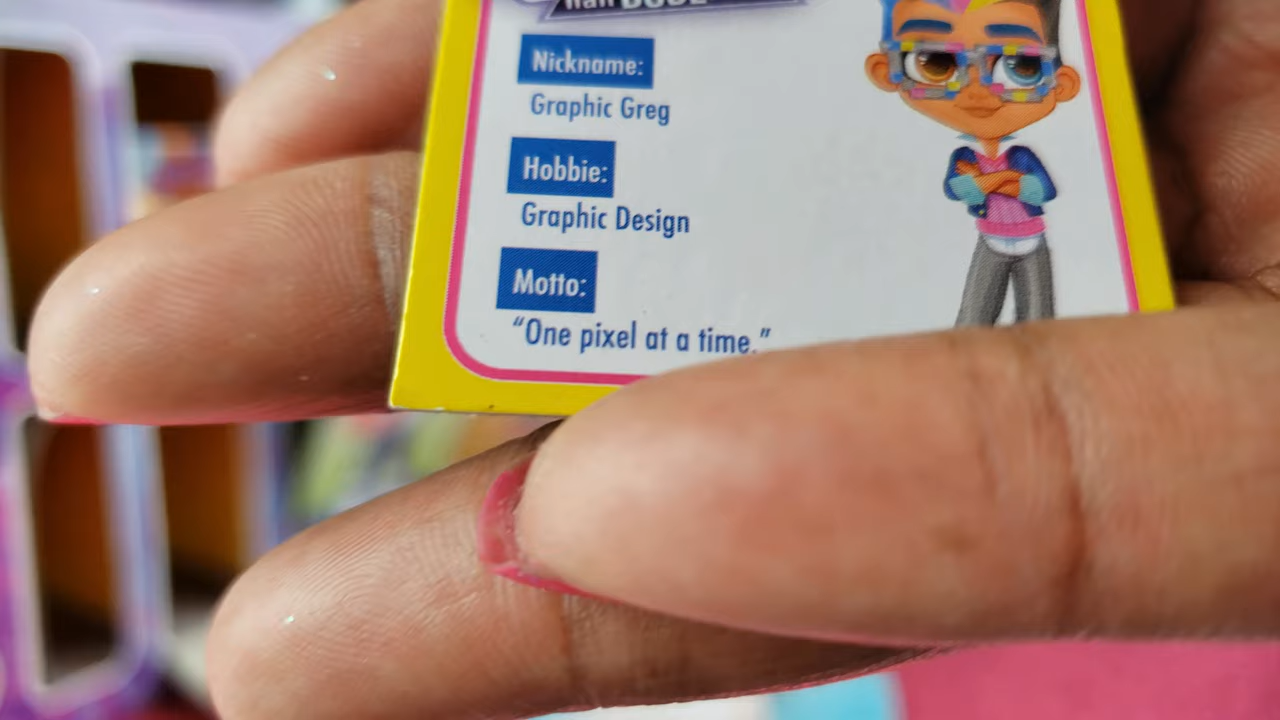 Nickname:
Graphic Greg
Hobbie:
Graphic Design
Motto:
“One pixel at a time.”